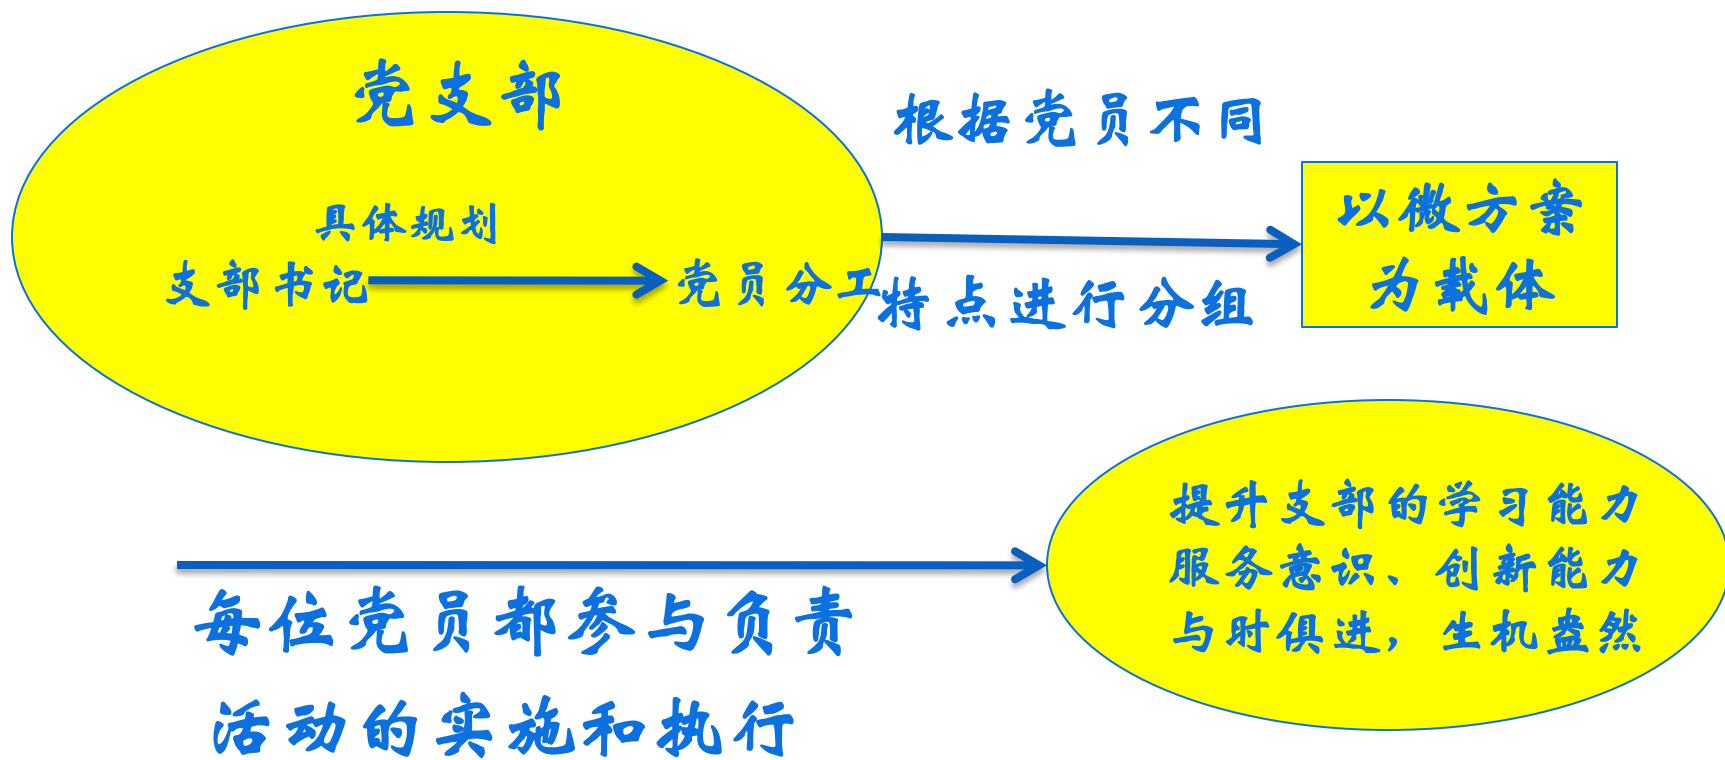 党支部
具体规划
支部书记
党员分工
根据党员不同
特点进行分组
以微方案
为载体
每位党员都参与负责
活动的实施和执行
提升支部的学习能力
服务意识、创新能力
与时俱进，生机盎然